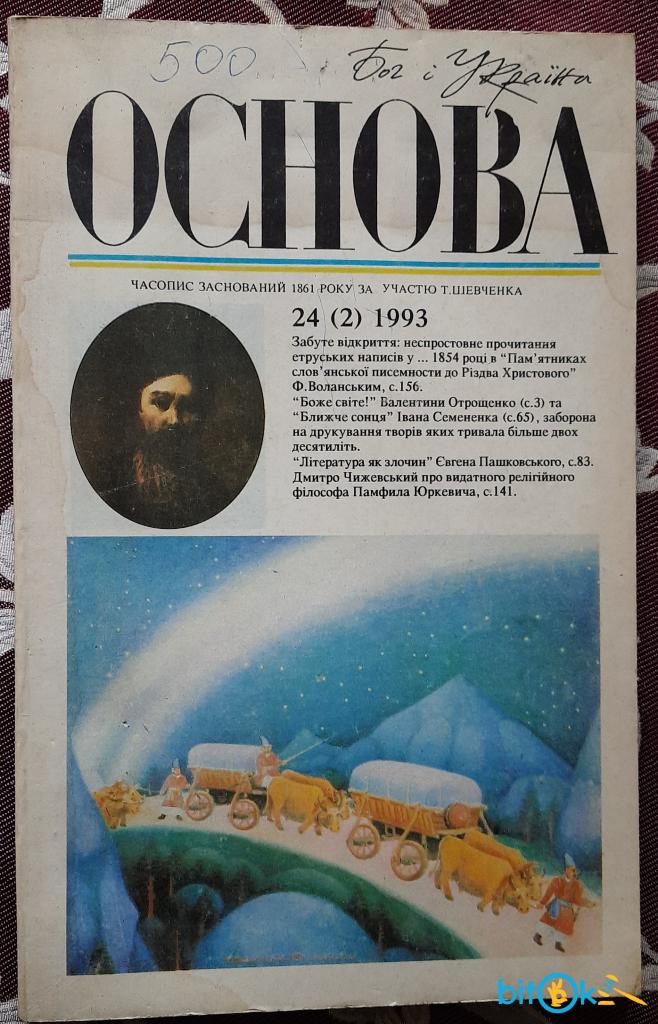 500 Бог і Україна
ОСНОВА
ЧАСОПИС ЗАСНОВАНИЙ 1861 РОКУ ЗА УЧАСТЮ Т.ШЕВЧЕНКА
24 (2) 1993
Забуте відкриття: неспростовне прочитання
етруських написів у ... 1854 році в “Пам’ятниках
слов’янської писемности до Різдва Христового”
Ф.Воланським, с.156.
“Боже світе!” Валентини Отрощенко (с.3) та
“Ближче сонця” Івана Семененка (с.65), заборона
на друкування творів яких тривала більше двох
десятиліть.
“Література як злочин” Євгена Пашковського, с.83.
Дмитро Чижевський про видатного релігійного
філософа Памфила Юркевича, с.141.
bitok